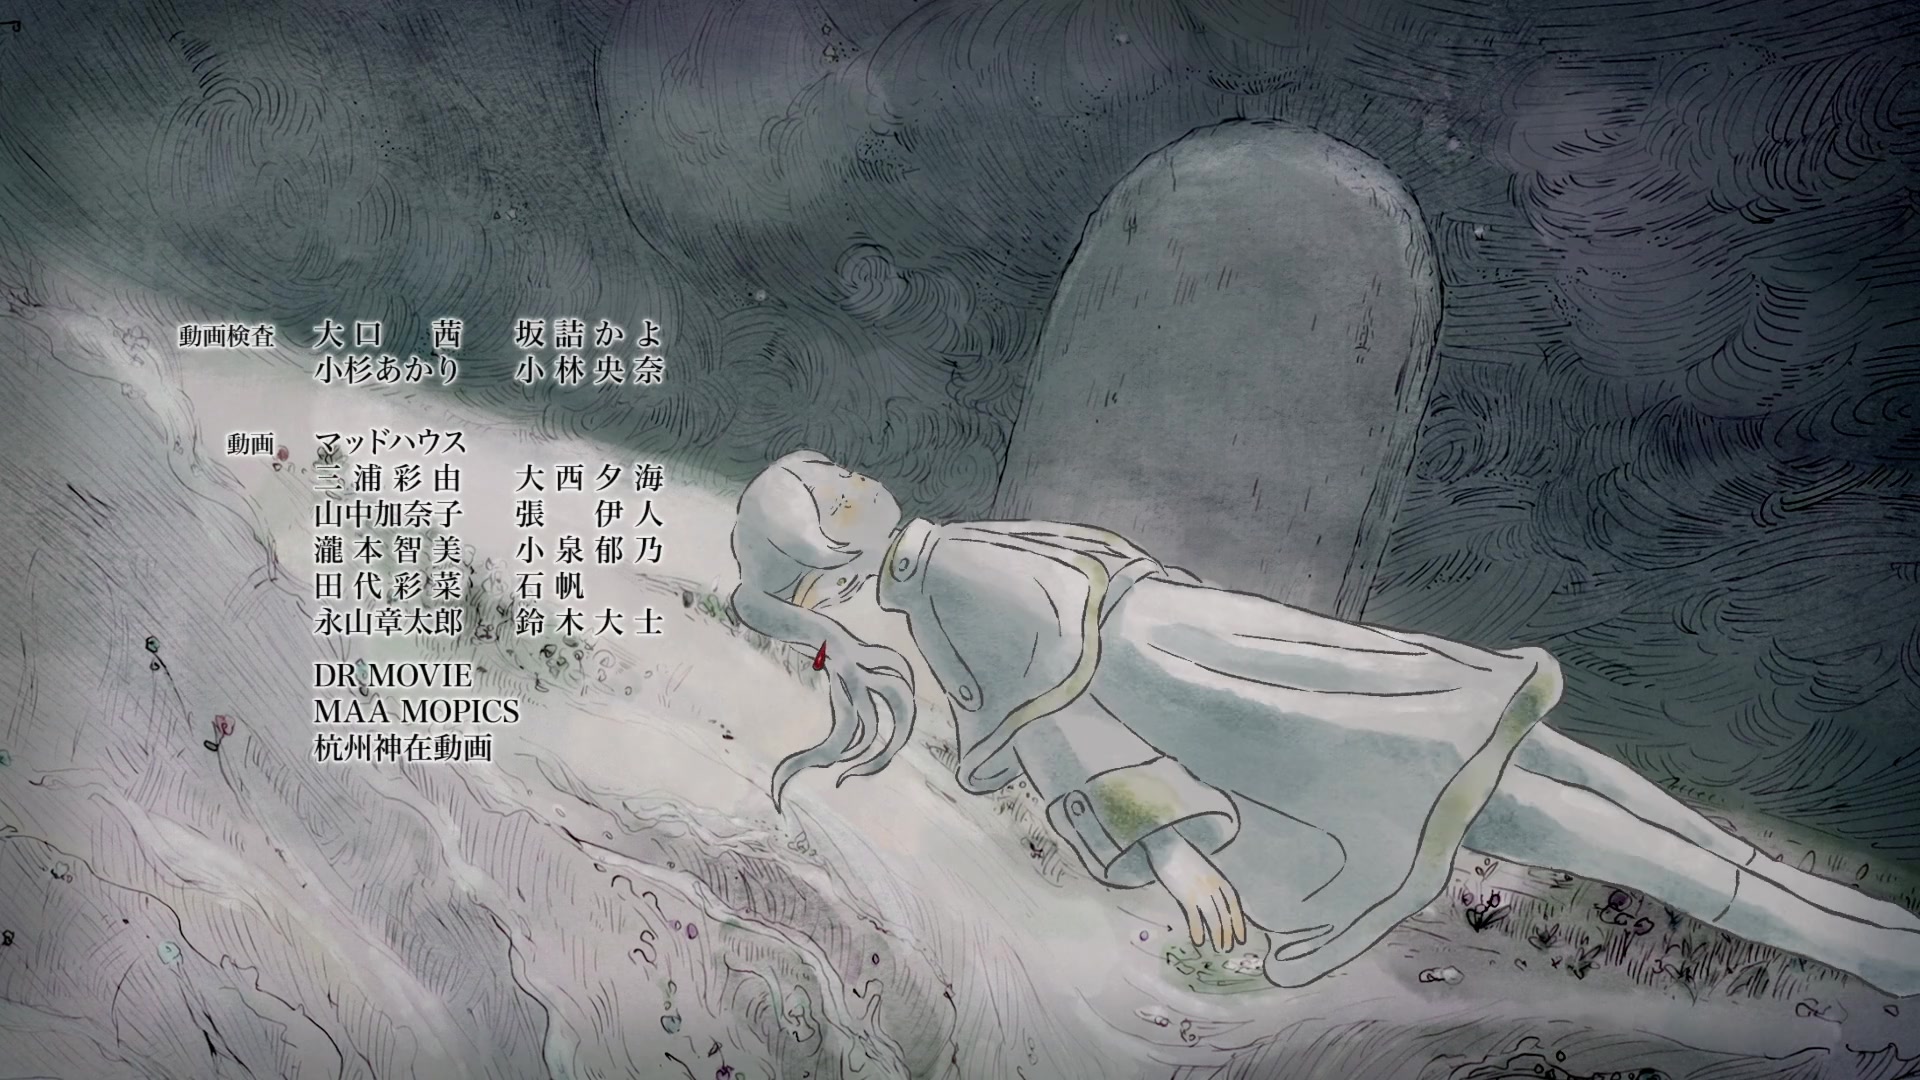 動画検査 大口 茜 坂詰かよ
小杉あかり 小林央奈
動画 マッドハウス
三浦彩由 大西夕海
山中加奈子 張 伊人
瀧本智美 小泉郁乃
田代彩菜 石帆
永山章太郎 鈴木大士
DR MOVIE
MAA MOPICS
杭州神在動画